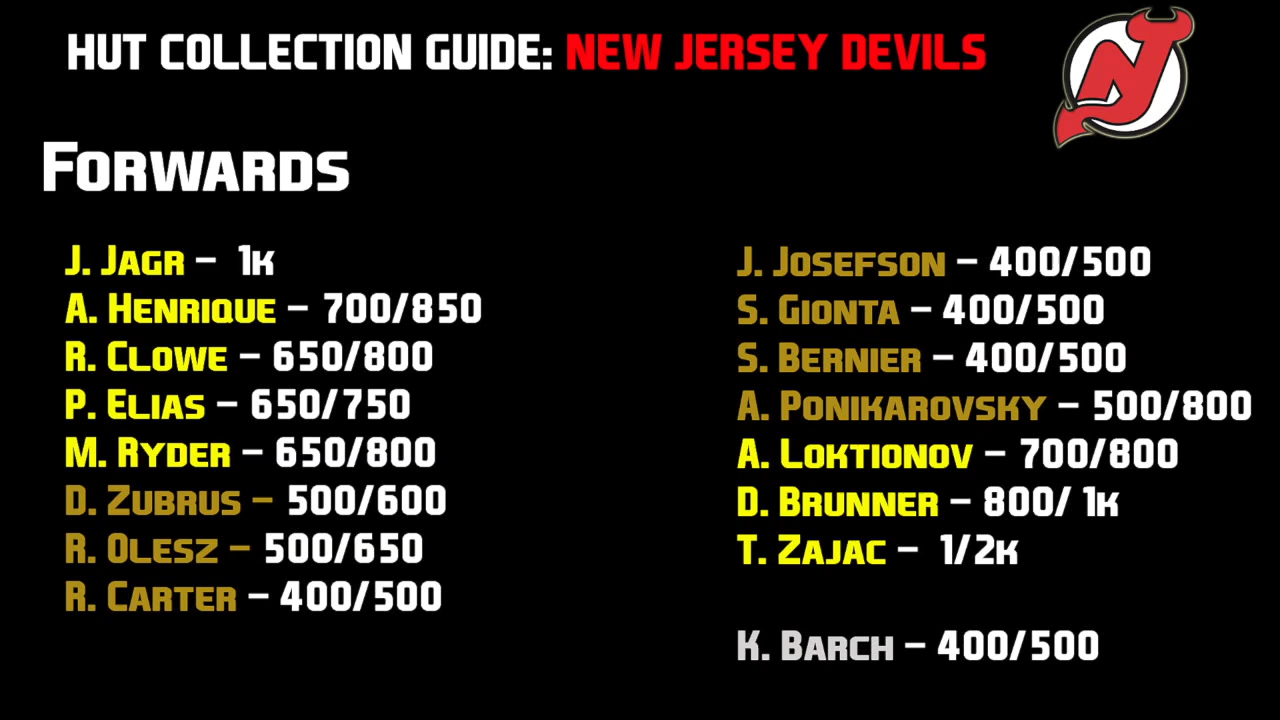 HUT COLLECTION GUIDE: NEW JERSEY DEVILS
NJ
FORWARDS
J. JAGR – 1K
A. HENRIQUE – 700/850
R. CLOWE – 650/800
P. ELIAS – 650/750
M. RYDER – 650/800
D. ZUBRUS – 500/600
R. OLESZ – 500/650
R. CARTER – 400/500
J. JOSEFSON – 400/500
S. GIONTA – 400/500
S. BERNIER – 400/500
A. PONIKAROVSKY – 500/800
A. LOKTIONOV – 700/800
D. BRUNNER – 800/ 1K
T. ZAJAC – 1/2K
K. BARCH – 400/500